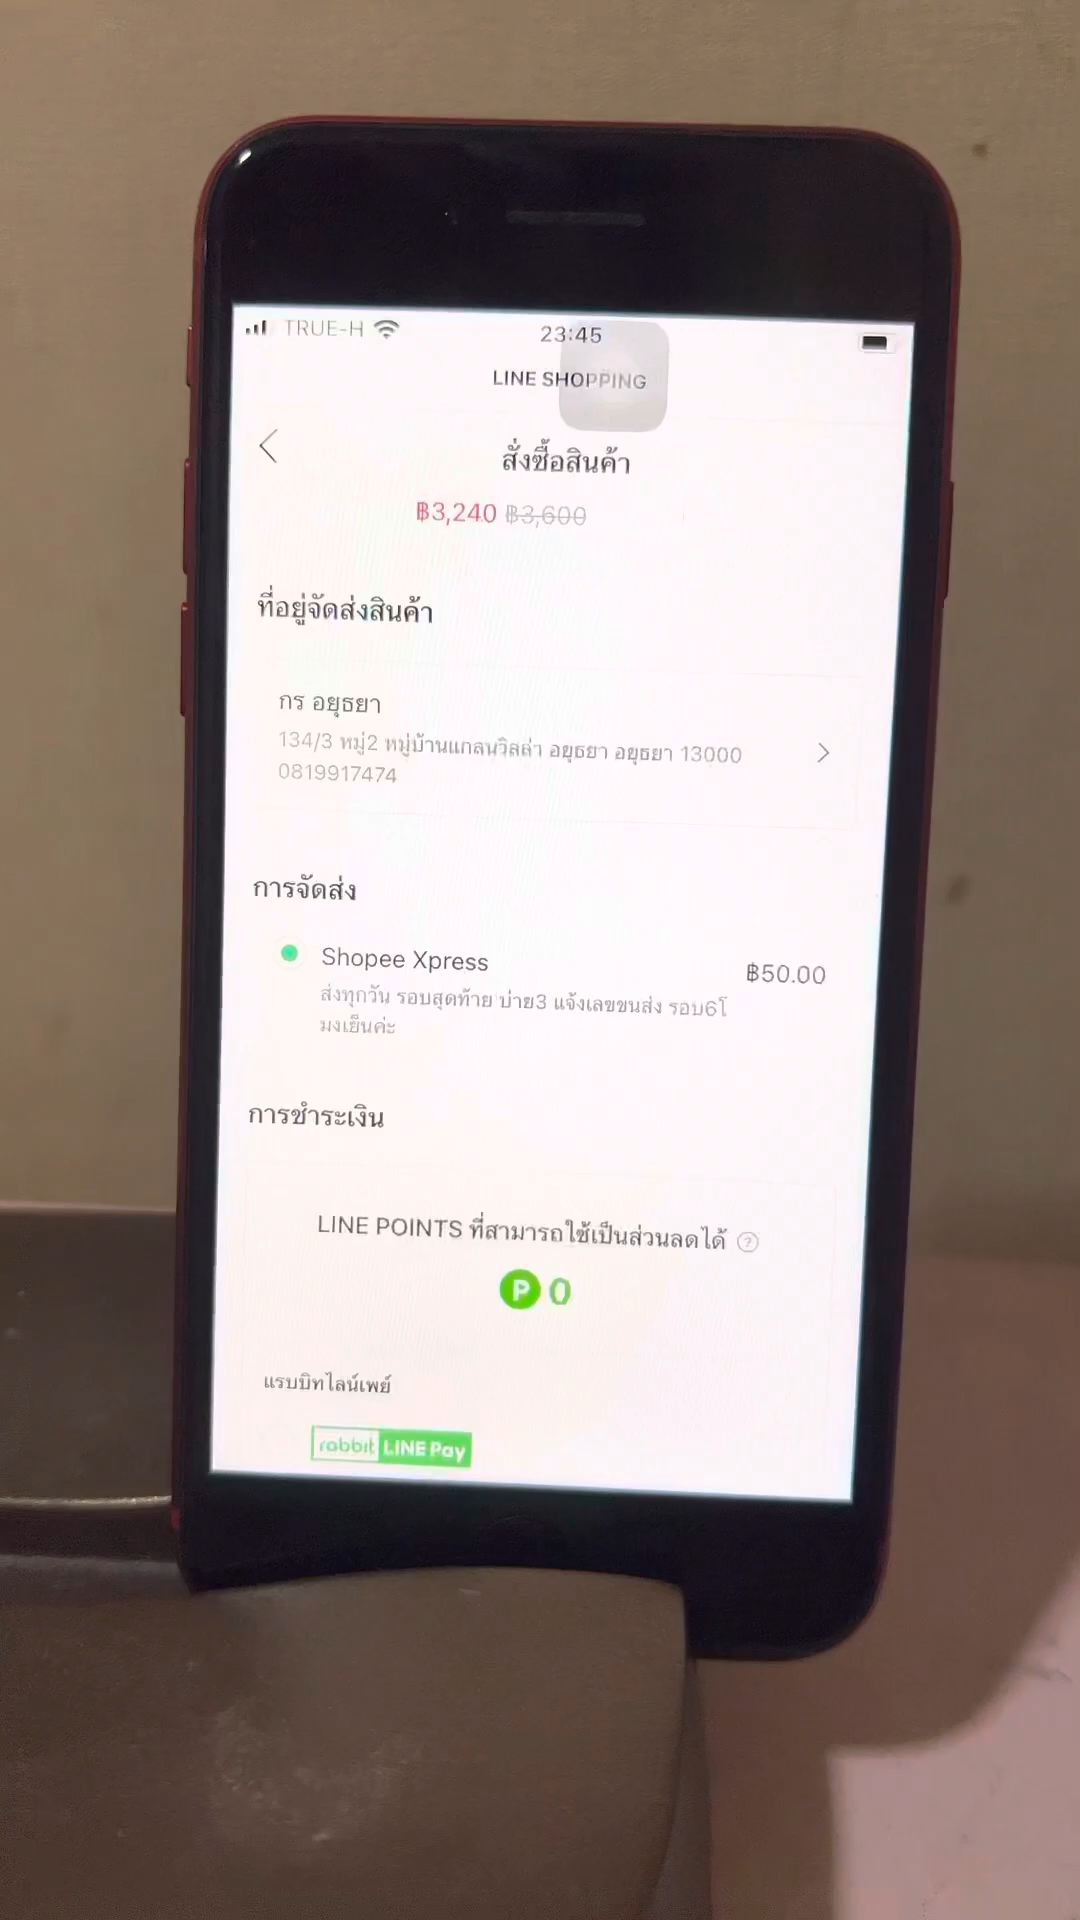 TRUE-H
23:45
LINE SHOPPING
สั่งซื้อสินค้า
฿3,240 ฿3,600
ที่อยู่จัดส่งสินค้า
กร อยุธยา
134/3 หมู่2 หมู่บ้านแกลนวิลล่า อยุธยา อยุธยา 13000
0819917474
การจัดส่ง
Shopee Xpress
฿50.00
ส่งทุกวัน รอบสุดท้าย บ่าย3 แจ้งเลขขนส่ง รอบ6โ
มงเย็นค่ะ
การชำระเงิน
LINE POINTS ที่สามารถใช้เป็นส่วนลดได้ ?
P 0
แรบบิทไลน์เพย์
rabbit LINE Pay